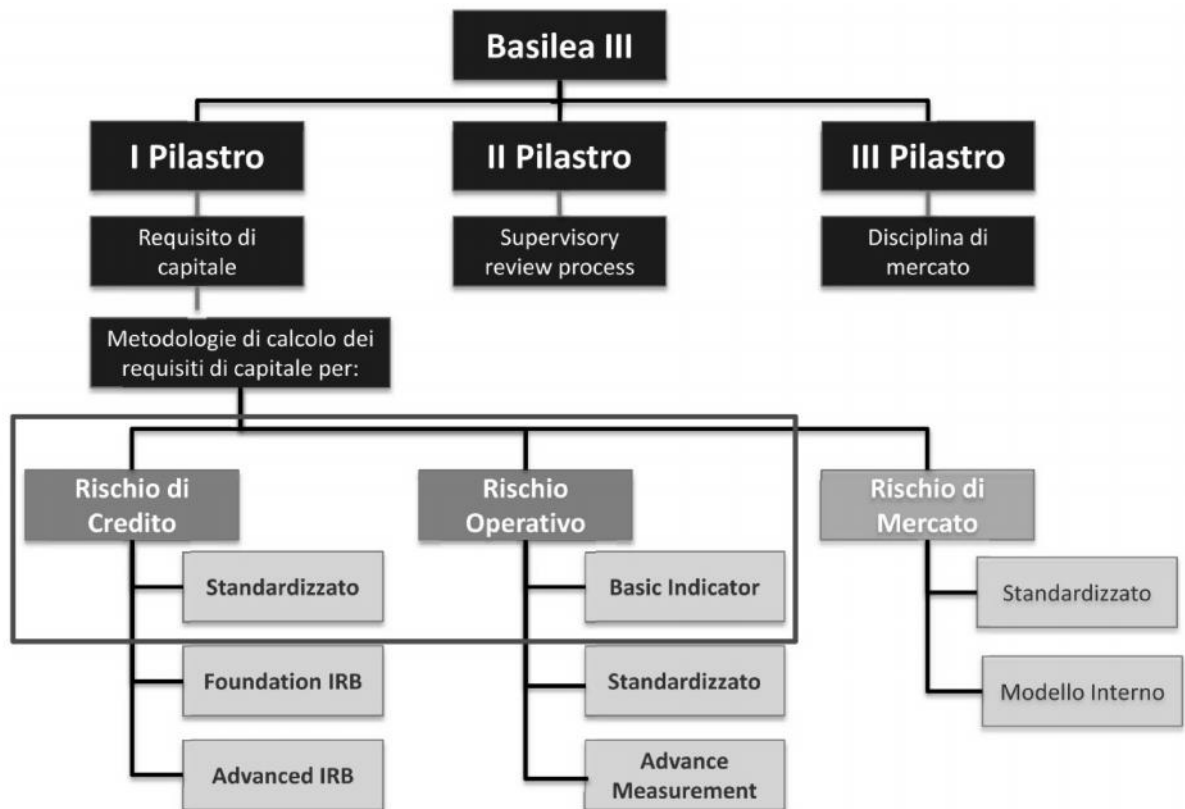 Basilea III
I Pilastro
II Pilastro
III Pilastro
Requisito di
capitale
Supervisory
review process
Disciplina di
mercato
Metodologie di calcolo dei
requisiti di capitale per:
Rischio di
Credito
Rischio
Operativo
Rischio di
Mercato
Standardizzato
Basic Indicator
Standardizzato
Foundation IRB
Standardizzato
Modello Interno
Advanced IRB
Advance
Measurement